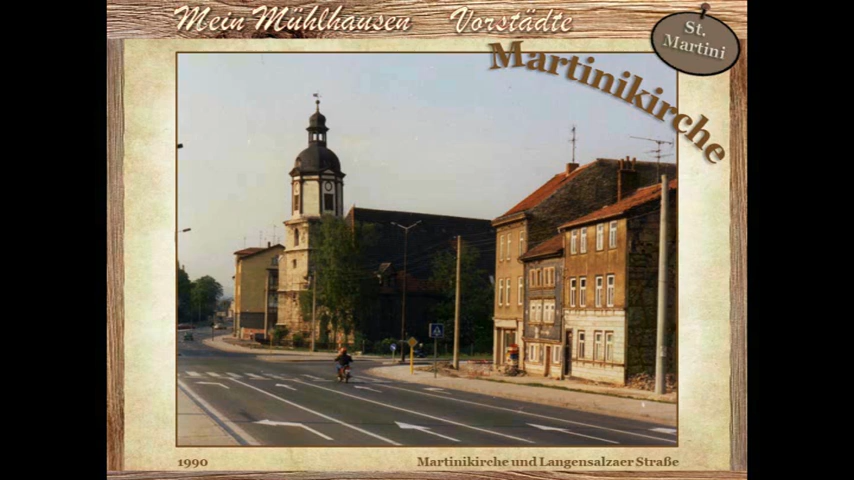 Mein Mühlhausen Vorstädte
St.
Martini
Martinikirche
1990 Martinikirche und Langensalzaer Straße